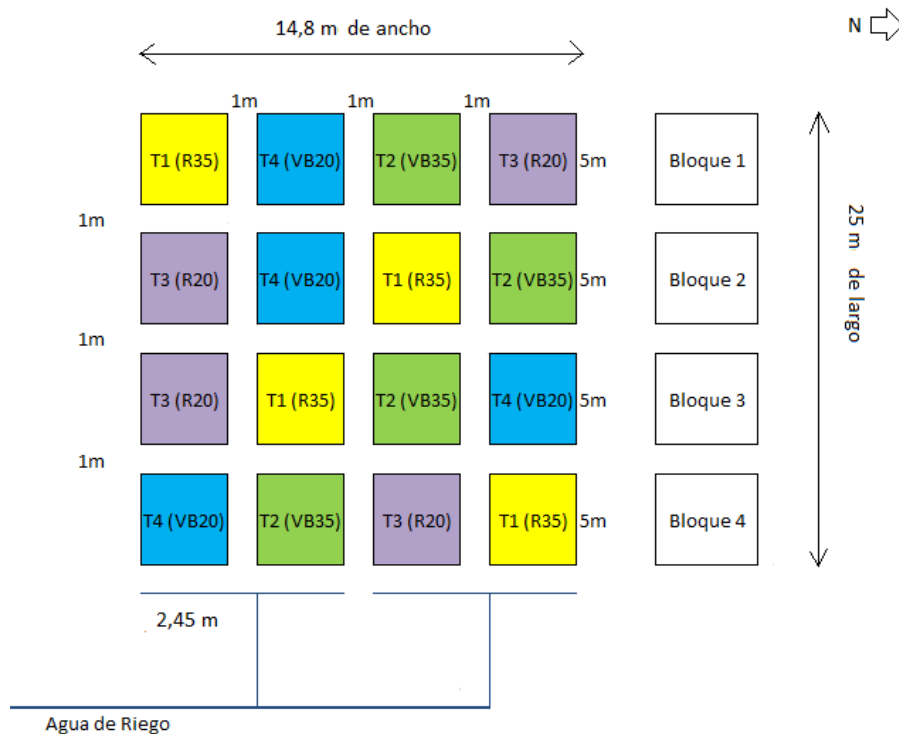 14,8 m  de ancho
N
1m
1m
1m
T1 (R35)
T4 (VB20)
T2 (VB35)
T3 (R20)
5m
Bloque 1
1m
T3 (R20)
T4 (VB20)
T1 (R35)
T2 (VB35)
5m
Bloque 2
25 m  de largo
1m
T3 (R20)
T1 (R35)
T2 (VB35)
T4 (VB20)
5m
Bloque 3
1m
T4 (VB20)
T2 (VB35)
T3 (R20)
T1 (R35)
5m
Bloque 4
2,45 m
Agua de Riego